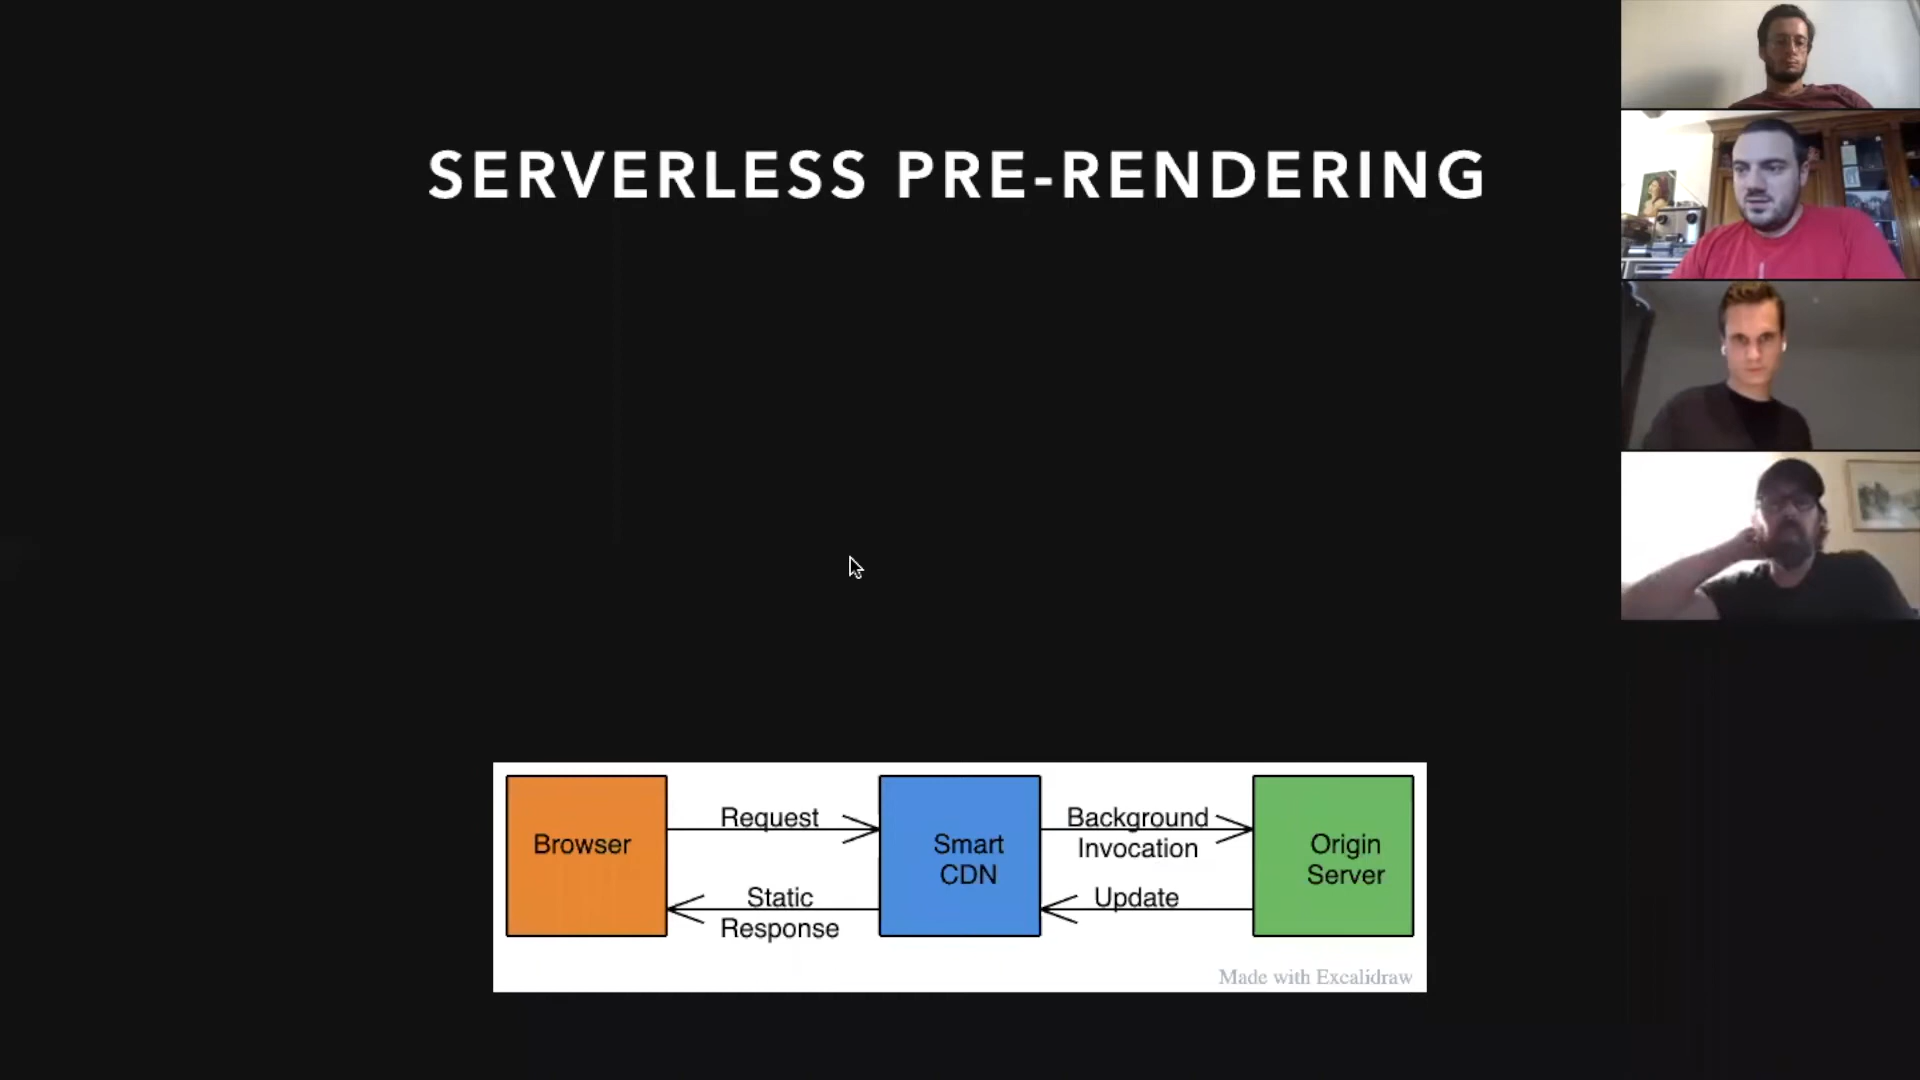 SERVERLESS PRE-RENDERING
Browser
Request
Static
Response
Smart
CDN
Background
Invocation
Update
Origin
Server
Made with Excalidraw